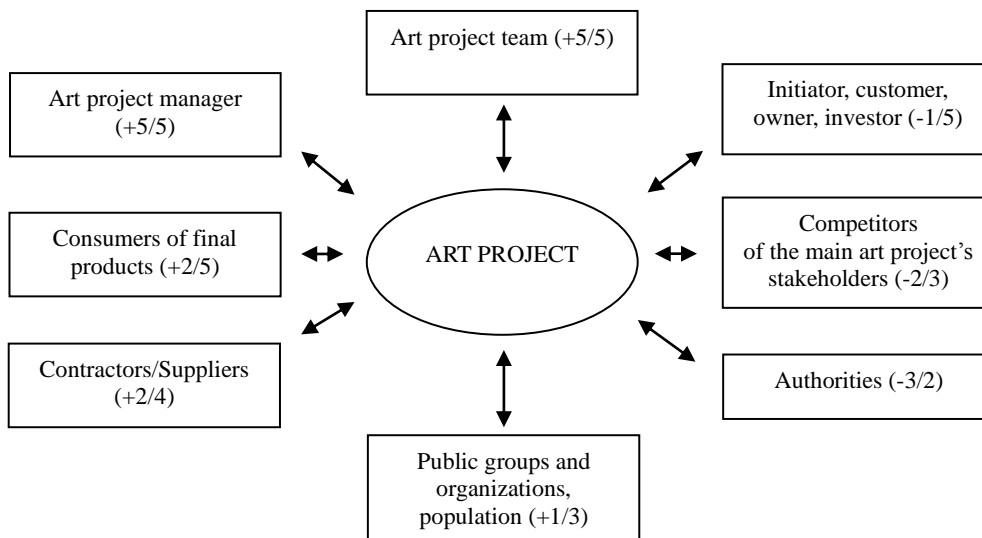 Art project team (+5/5)
Art project manager
(+5/5)
Initiator, customer,
owner, investor (-1/5)
Consumers of final
products (+2/5)
ART PROJECT
Competitors
of the main art project’s
stakeholders (-2/3)
Contractors/Suppliers
(+2/4)
Authorities (-3/2)
Public groups and
organizations,
population (+1/3)